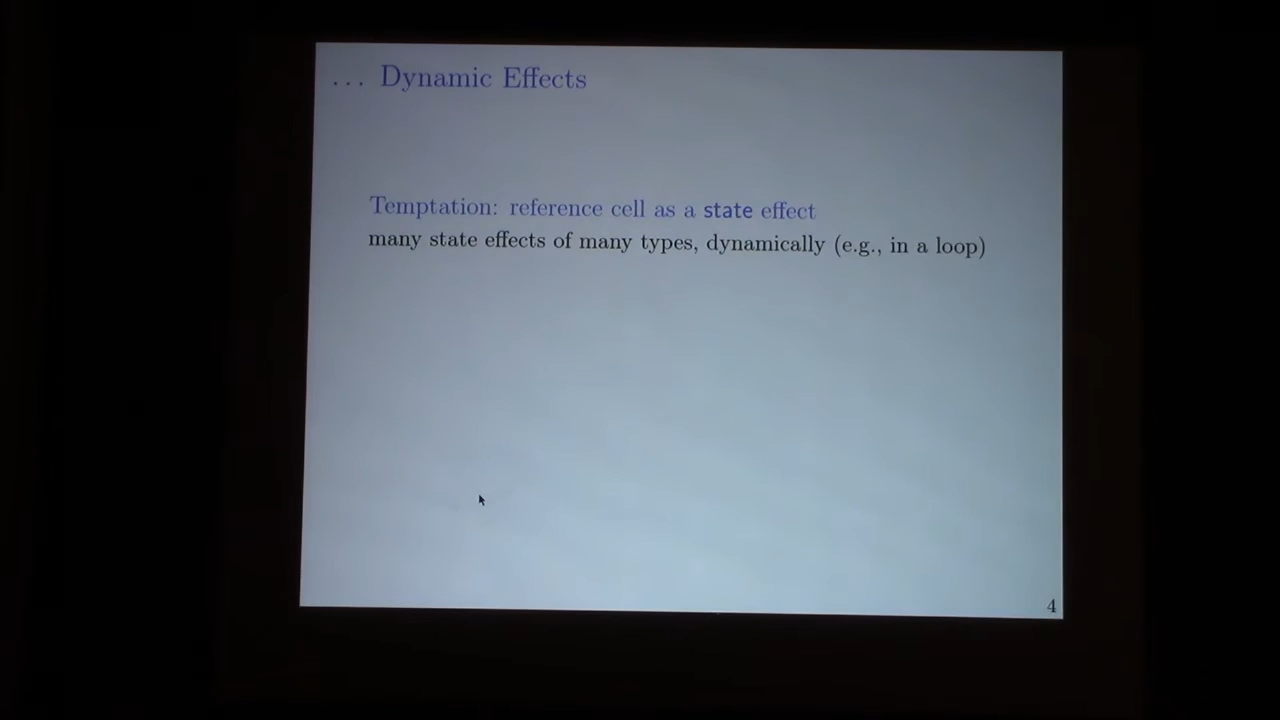 ... Dynamic Effects
Temptation: reference cell as a state effect
many state effects of many types, dynamically (e.g., in a loop)
4